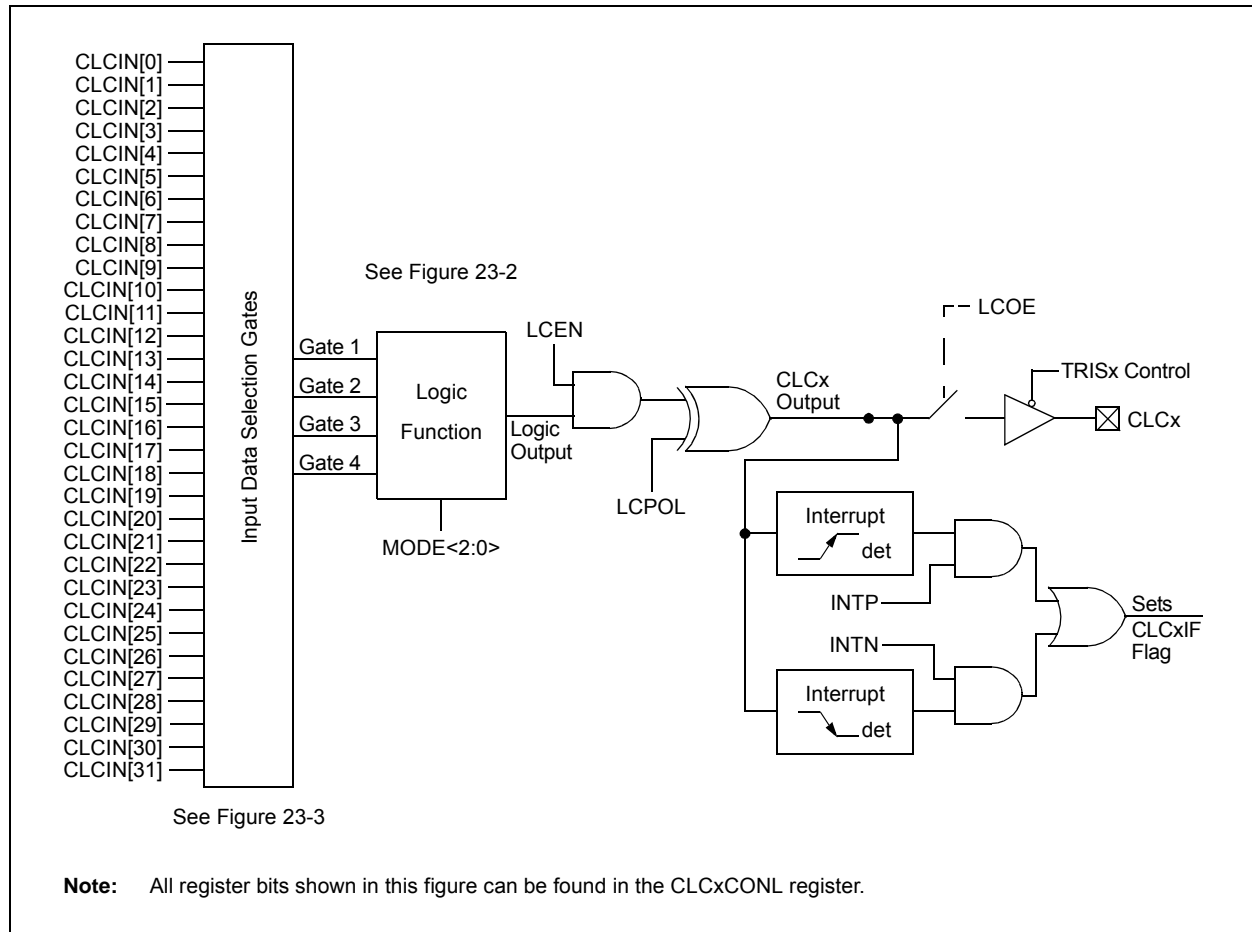 CLCIN[0]
CLCIN[1]
CLCIN[2]
CLCIN[3]
CLCIN[4]
CLCIN[5]
CLCIN[6]
CLCIN[7]
CLCIN[8]
CLCIN[9]
CLCIN[10]
CLCIN[11]
CLCIN[12]
CLCIN[13]
CLCIN[14]
CLCIN[15]
CLCIN[16]
CLCIN[17]
CLCIN[18]
CLCIN[19]
CLCIN[20]
CLCIN[21]
CLCIN[22]
CLCIN[23]
CLCIN[24]
CLCIN[25]
CLCIN[26]
CLCIN[27]
CLCIN[28]
CLCIN[29]
CLCIN[30]
CLCIN[31]
Input Data Selection Gates
See Figure 23-3
Gate 1
Gate 2
Gate 3
Gate 4
See Figure 23-2
Logic
Function
MODE<2:0>
Logic
Output
LCEN
LCPOL
CLCx
Output
LCOE
TRISx Control
CLCx
Interrupt
det
INTP
INTN
Interrupt
det
Sets
CLCxIF
Flag
Note: All register bits shown in this figure can be found in the CLCxCONL register.